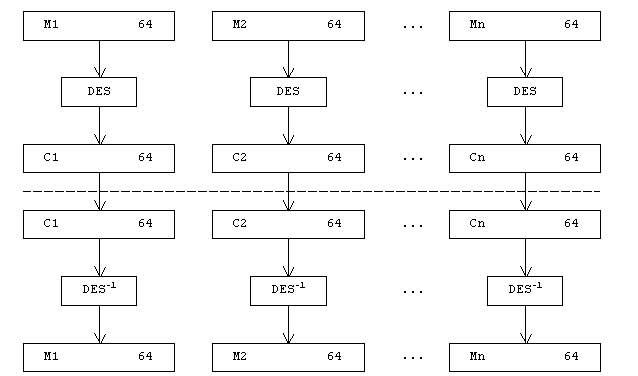 M1 64 M2 64 ... Mn 64
DES DES ... DES
C1 64 C2 64 ... Cn 64
C1 64 C2 64 ... Cn 64
DES⁻¹ DES⁻¹ ... DES⁻¹
M1 64 M2 64 ... Mn 64